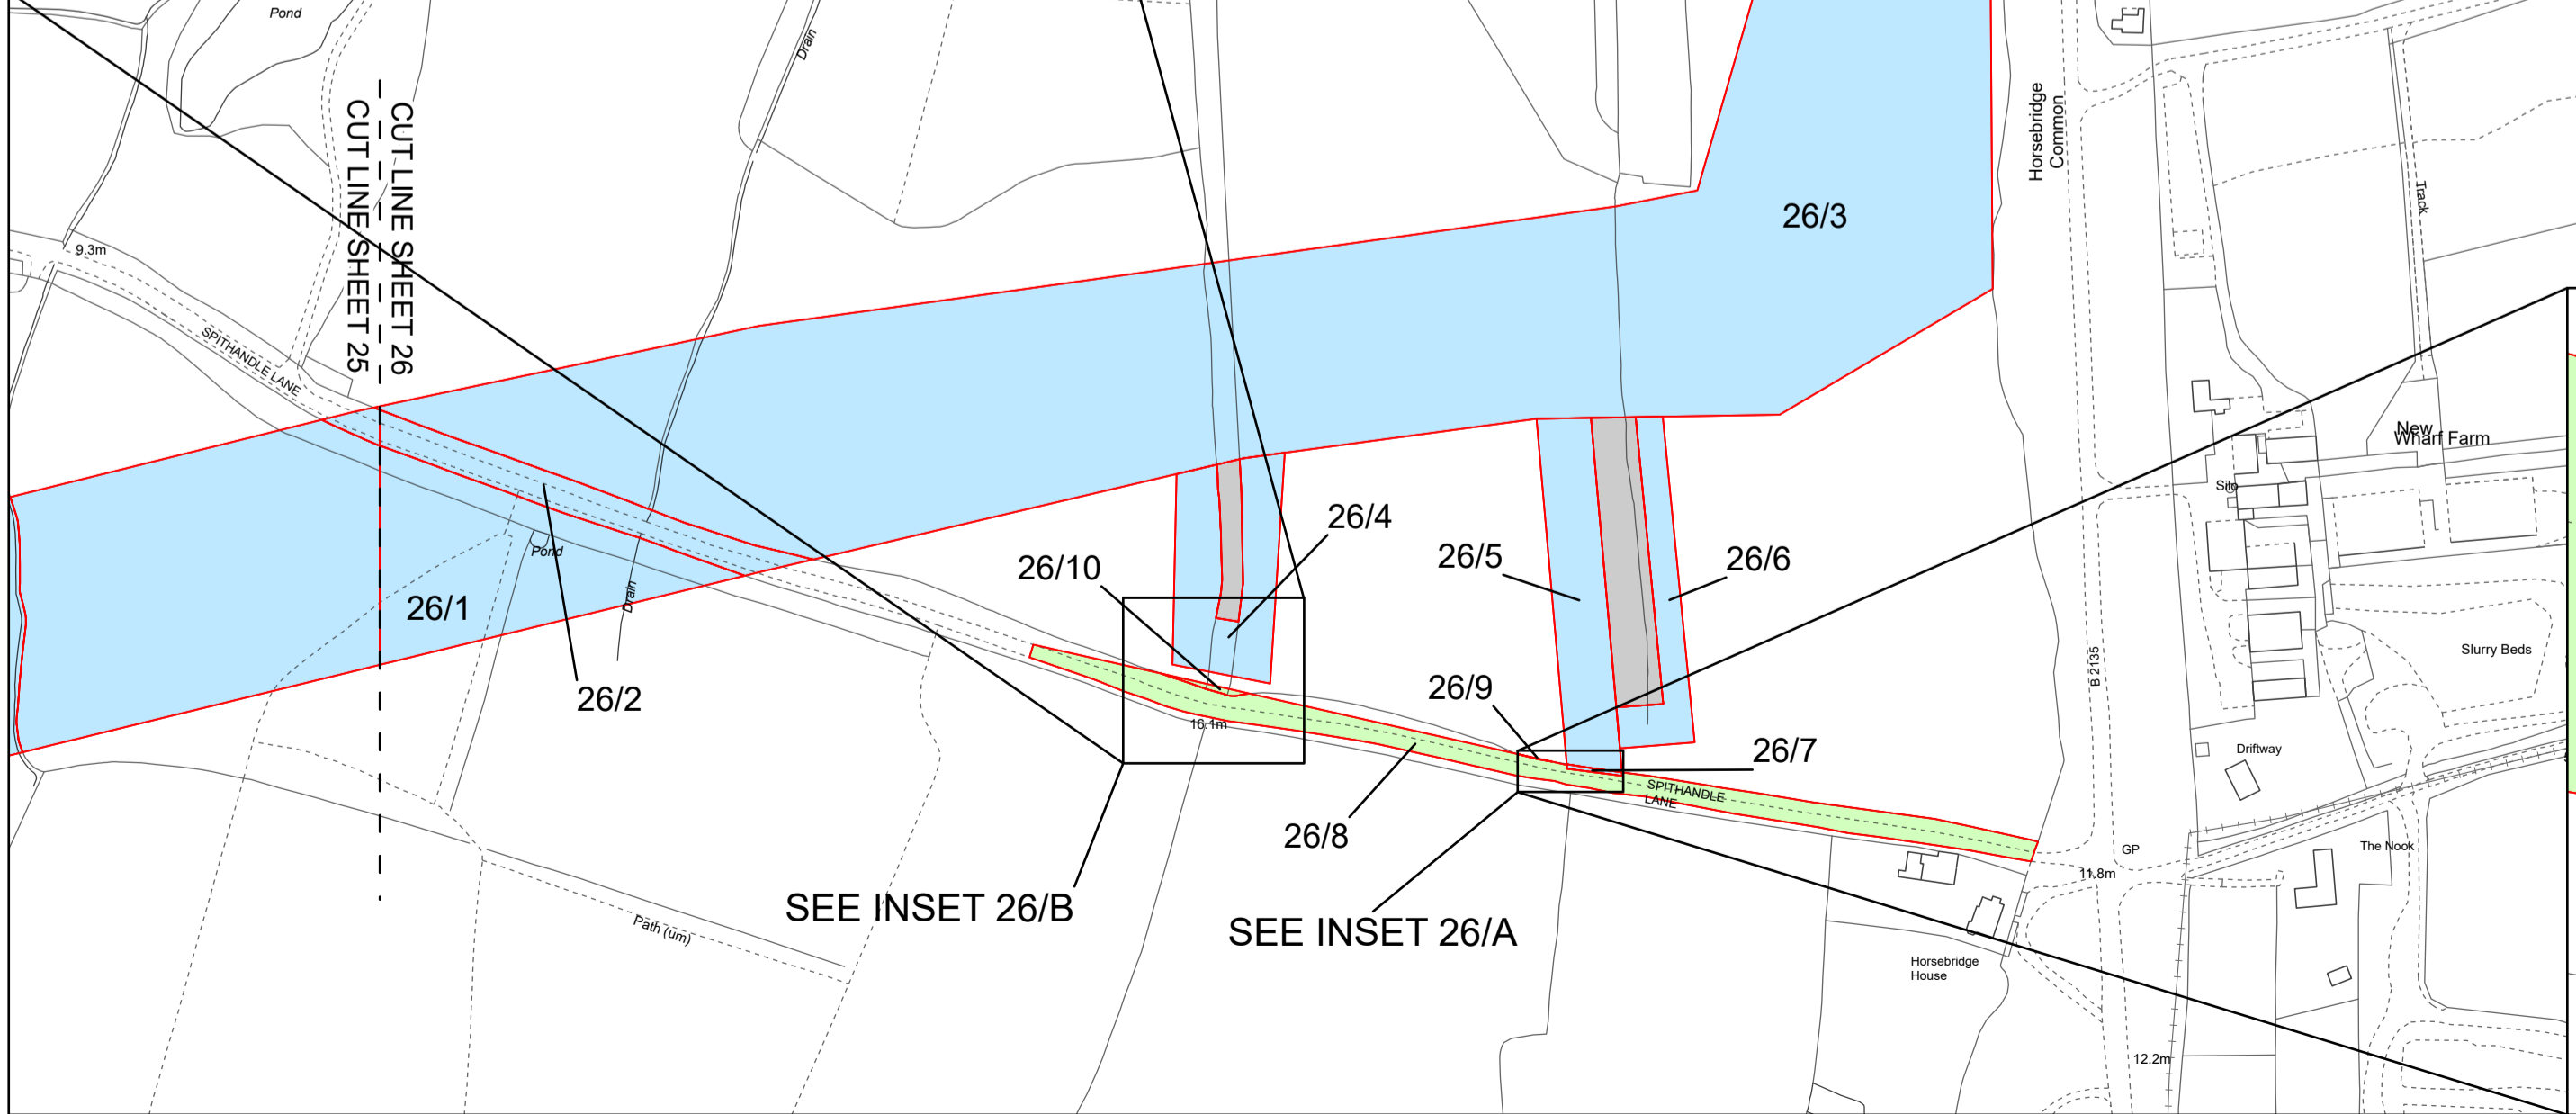 Pond
Drain
Horsebridge
Common
CUT LINE SHEET 26
CUT LINE SHEET 25
Track
26/3
9.3m
SPITHANDLE LANE
New
Wharf Farm
Silo
26/4
26/10
26/5
26/6
Pond
Drain
26/1
26/2
B 2135
Slurry Beds
26/9
16.1m
26/7
Driftway
SPITHANDLE
LANE
26/8
GP
The Nook
11.8m
SEE INSET 26/B
SEE INSET 26/A
Path (um)
Horsebridge
House
12.2m